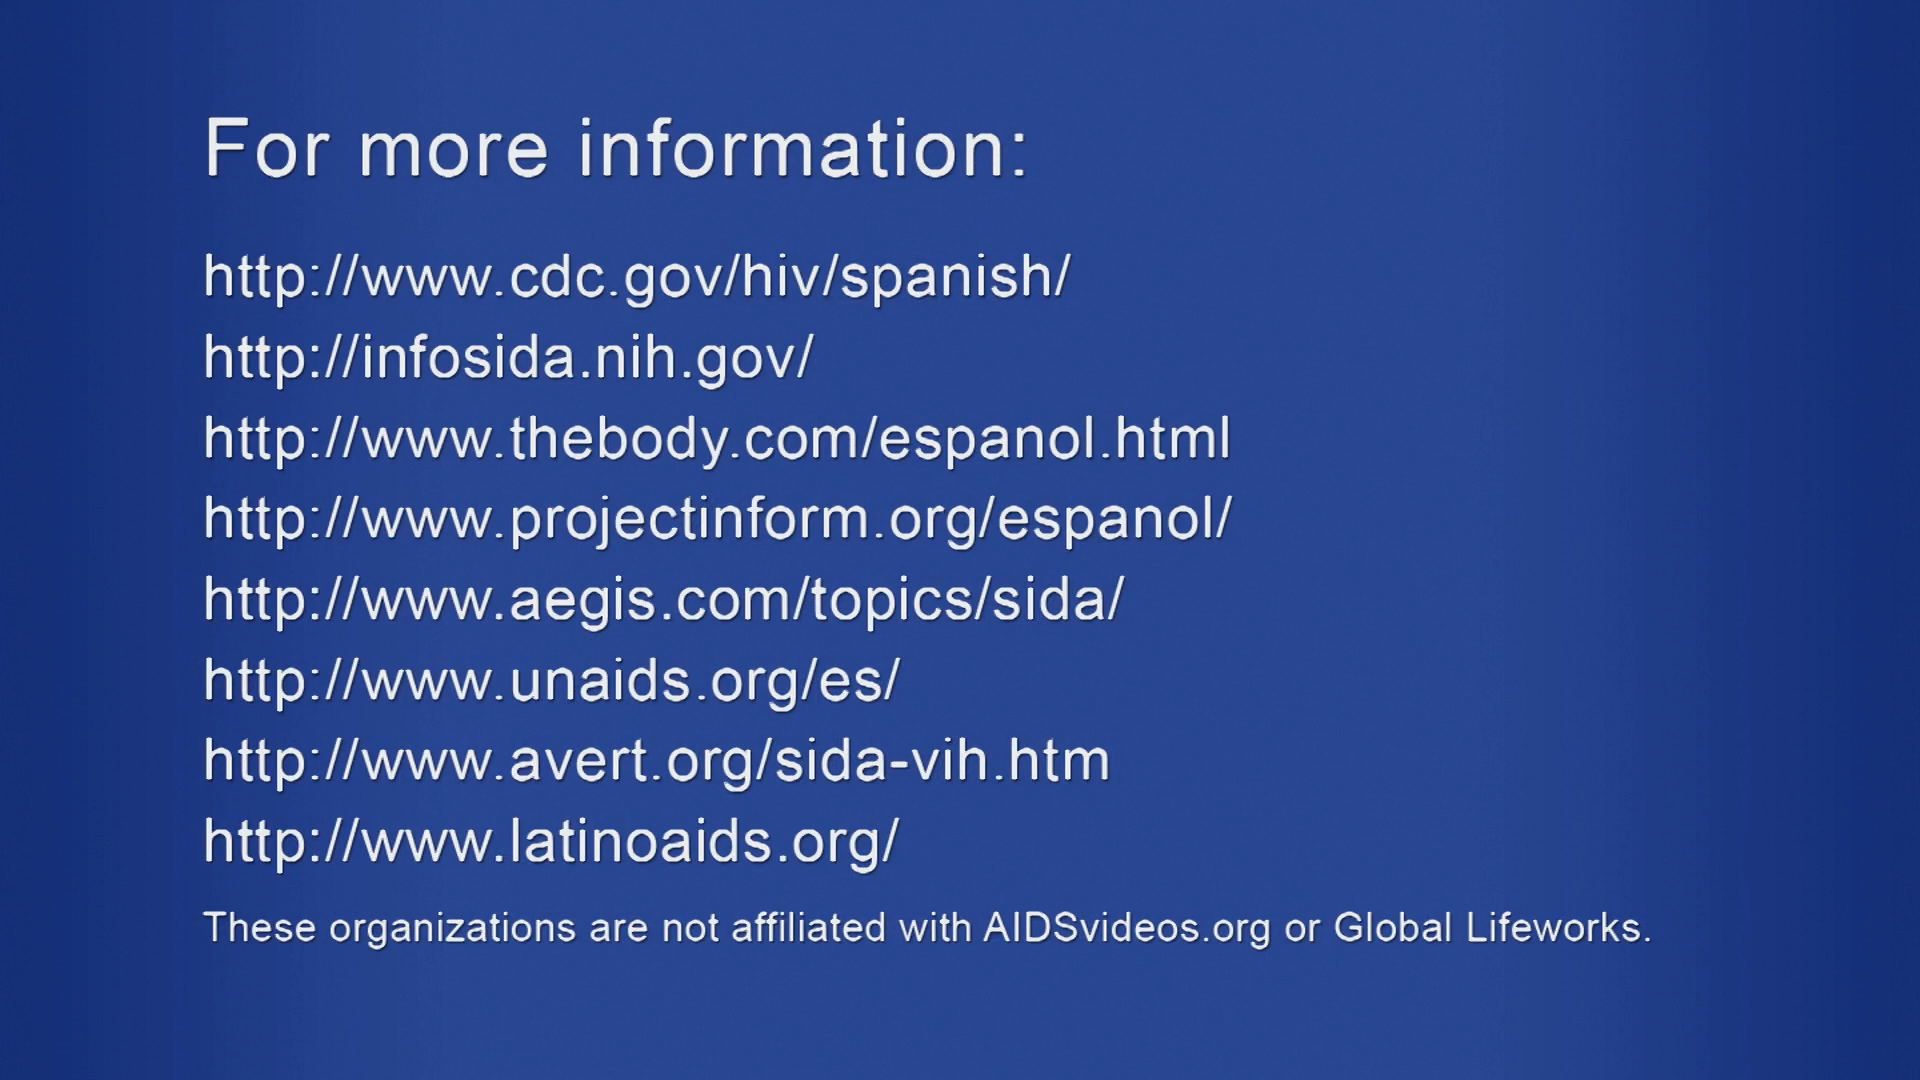 For more information:
http://www.cdc.gov/hiv/spanish/
http://infosida.nih.gov/
http://www.thebody.com/espanol.html
http://www.projectinform.org/espanol/
http://www.aegis.com/topics/sida/
http://www.unaids.org/es/
http://www.avert.org/sida-vih.htm
http://www.latinoaids.org/
These organizations are not affiliated with AIDSvideos.org or Global Lifeworks.